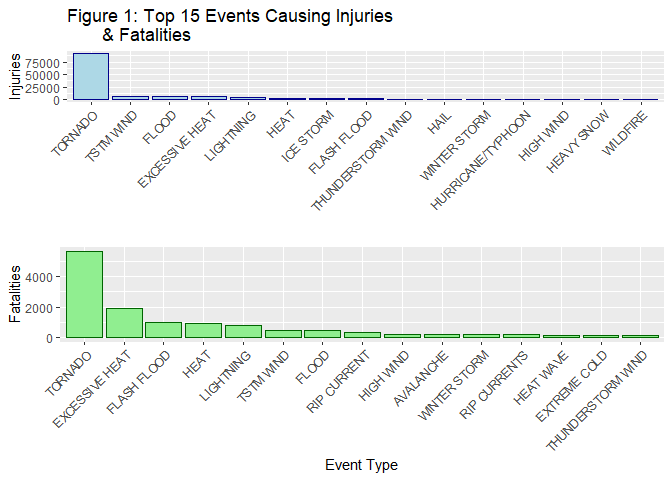 Figure 1: Top 15 Events Causing Injuries
& Fatalities
Injuries
75000
50000
25000
0
TORNADO
TSTM WIND
FLOOD
EXCESSIVE HEAT
LIGHTNING
HEAT
ICE STORM
FLASH FLOOD
THUNDERSTORM WIND
HAIL
WINTER STORM
HURRICANE/TYPHOON
HIGH WIND
HEAVY SNOW
WILDFIRE
Fatalities
4000
2000
0
TORNADO
EXCESSIVE HEAT
FLASH FLOOD
HEAT
LIGHTNING
TSTM WIND
FLOOD
RIP CURRENT
HIGH WIND
AVALANCHE
WINTER STORM
RIP CURRENTS
HEAT WAVE
EXTREME COLD
THUNDERSTORM WIND
Event Type